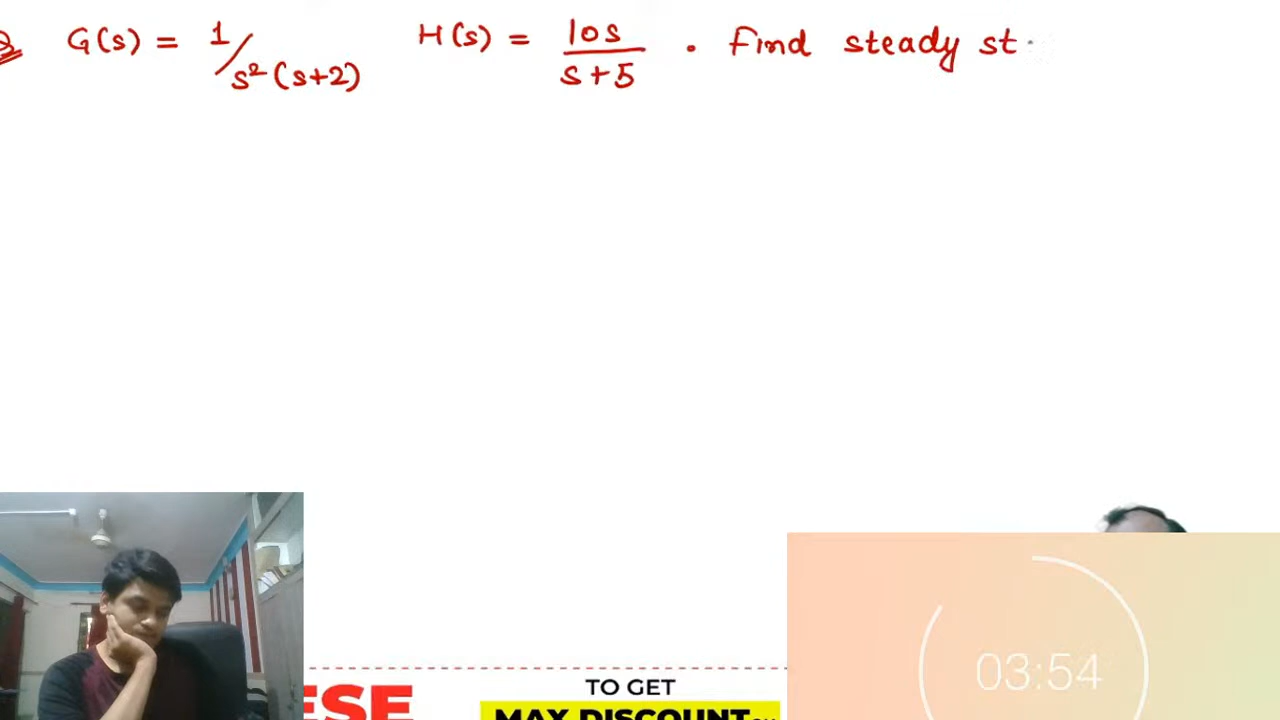 G(s) = 1/s²(s+2) H(s) = 10s/s+5 . Find steady st
03:54
TO GET
ESE
MAX DISCOUNT